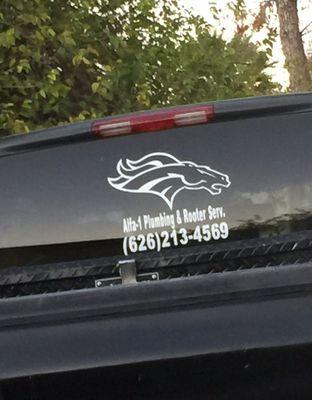 Alfa-1 Plumbing & Rooter Serv.
(626)213-4569